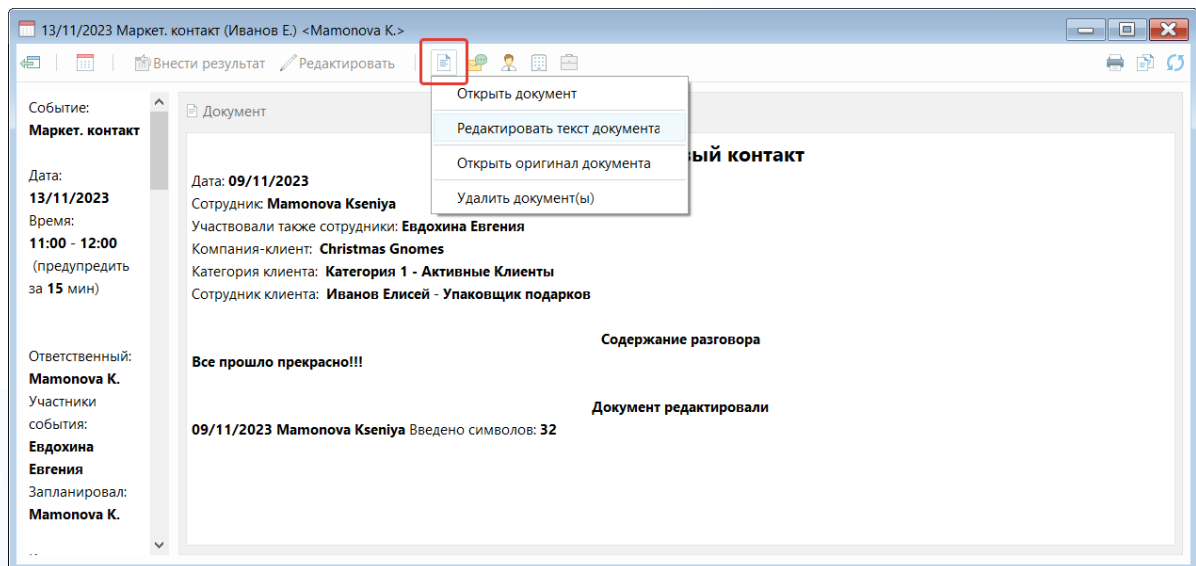 13/11/2023 Маркет. контакт (Иванов Е.) <Mamonova K.>
Внести результат Редактировать
Открыть документ
Редактировать текст документа
Открыть оригинал документа
Удалить документ(ы)
Событие:
Маркет. контакт
Дата:
13/11/2023
Время:
11:00 - 12:00
(предупредить
за 15 мин)
Ответственный:
Mamonova K.
Участники
события:
Евдохина
Евгения
Запланировал:
Mamonova K.
Документ
ый контакт
Дата: 09/11/2023
Сотрудник: Mamonova Kseniya
Участвовали также сотрудники: Евдохина Евгения
Компания-клиент: Christmas Gnomes
Категория клиента: Категория 1 - Активные Клиенты
Сотрудник клиента: Иванов Елисей - Упаковщик подарков
Содержание разговора
Все прошло прекрасно!!!
Документ редактировали
09/11/2023 Mamonova Kseniya Введено символов: 32